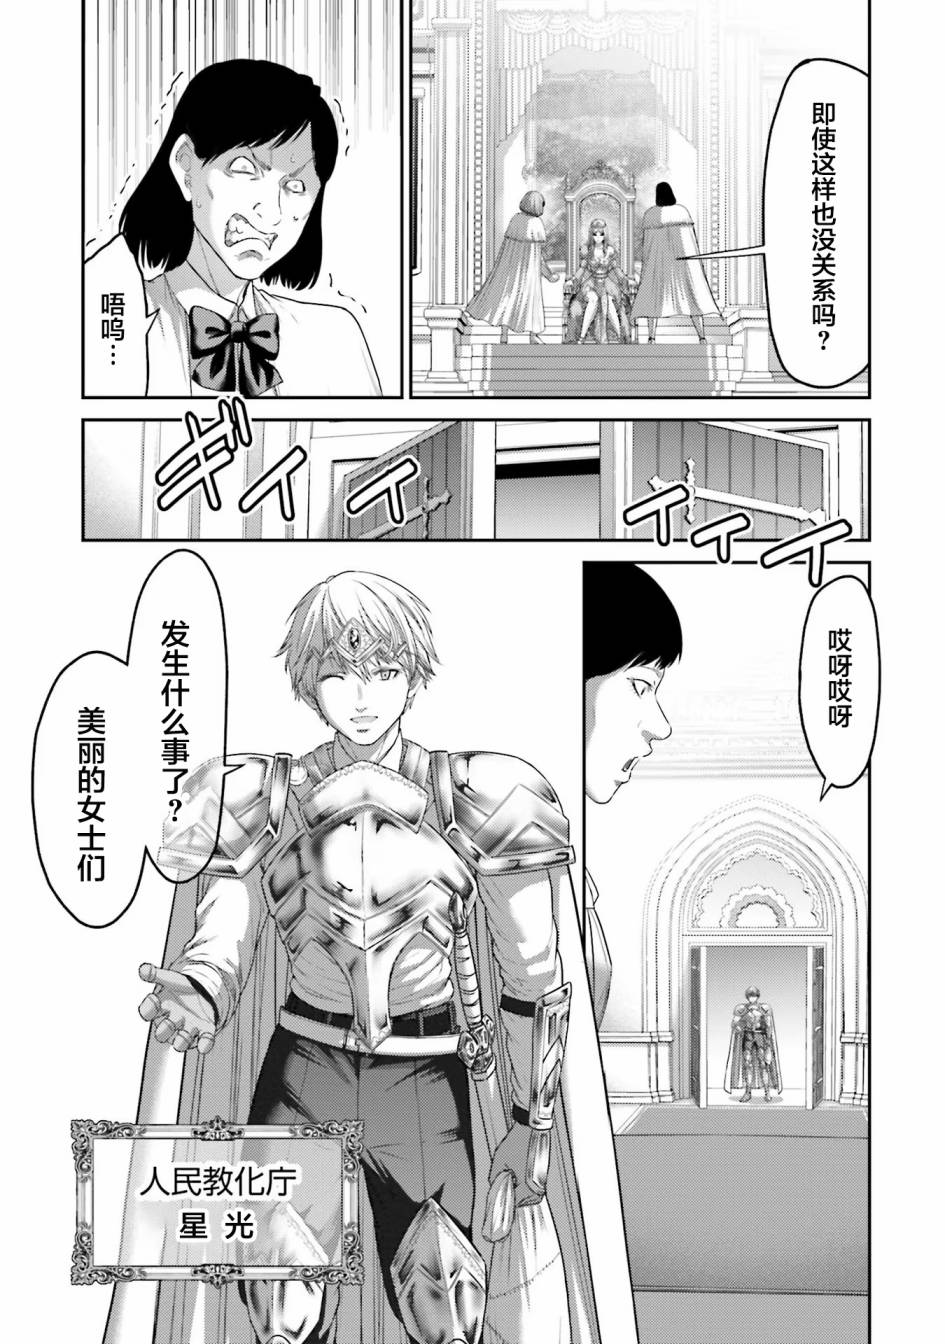 即使这样也没关系吗？
唔呜…
ギィィ
イィィ
哎呀哎呀
发生什么事了？
美丽的女士们
人民教化庁
星光